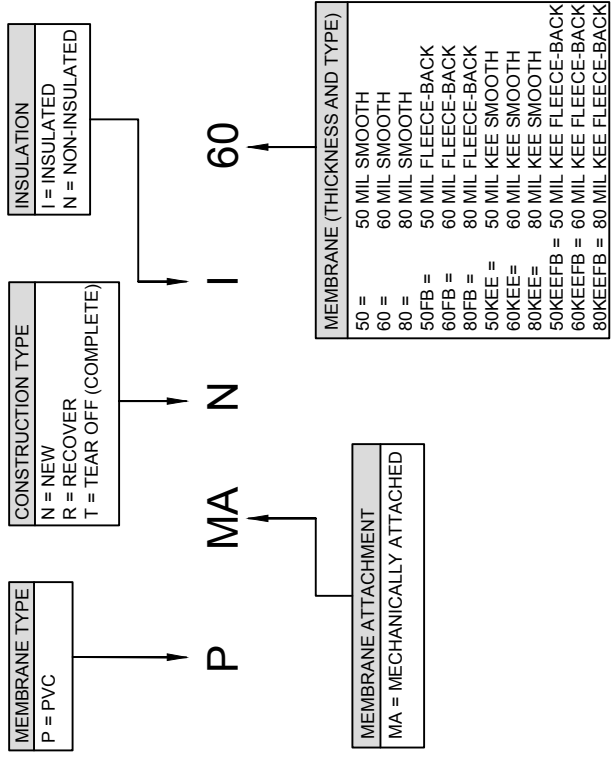 MEMBRANE TYPE
P = PVC
CONSTRUCTION TYPE
N = NEW
R = RECOVER
T = TEAR OFF (COMPLETE)
INSULATION
I = INSULATED
N = NON-INSULATED
P MA N I 60
MEMBRANE ATTACHMENT
MA = MECHANICALLY ATTACHED
MEMBRANE (THICKNESS AND TYPE)
50 = 50 MIL SMOOTH
60 = 60 MIL SMOOTH
80 = 80 MIL SMOOTH
50FB = 50 MIL FLEECE-BACK
60FB = 60 MIL FLEECE-BACK
80FB = 80 MIL FLEECE-BACK
50KEE = 50 MIL KEE SMOOTH
60KEE= 60 MIL KEE SMOOTH
80KEE= 80 MIL KEE SMOOTH
50KEEFB = 50 MIL KEE FLEECE-BACK
60KEEFB = 60 MIL KEE FLEECE-BACK
80KEEFB = 80 MIL KEE FLEECE-BACK